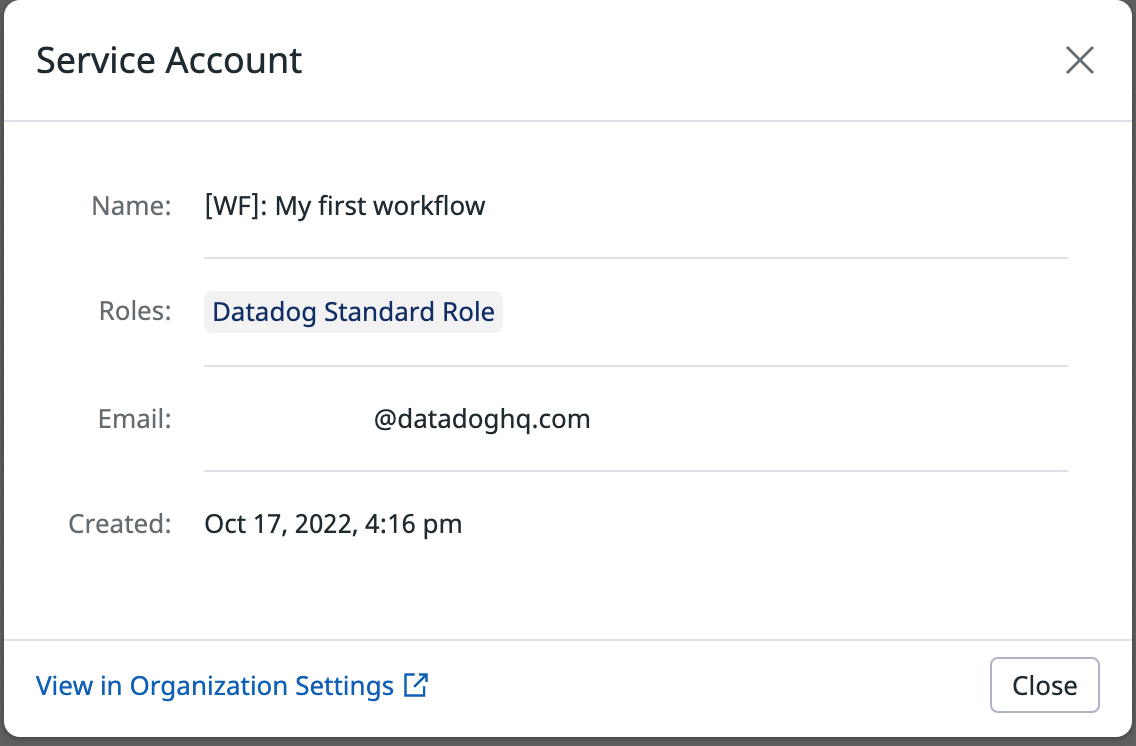 Service Account
Name: [WF]: My first workflow
Roles: Datadog Standard Role
Email: @datadoghq.com
Created: Oct 17, 2022, 4:16 pm
View in Organization Settings
Close